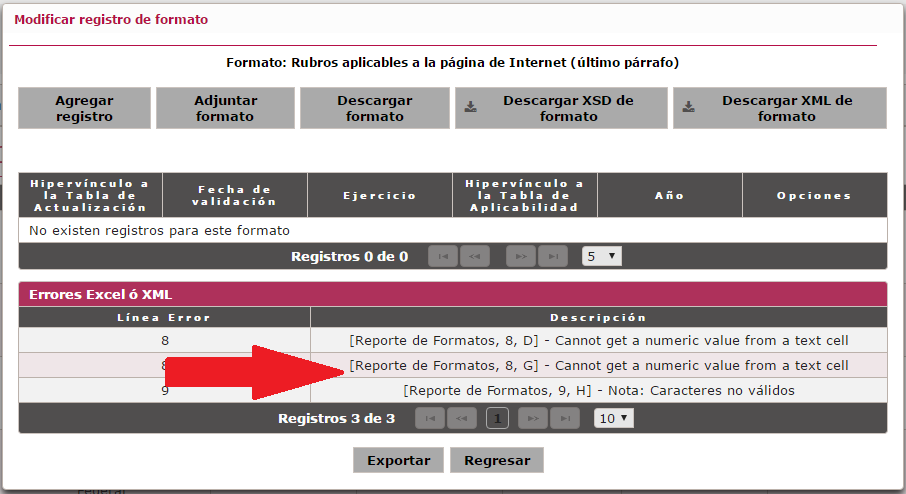 Modificar registro de formato
Formato: Rubros aplicables a la página de Internet (último párrafo)
Agregar registro
Adjuntar formato
Descargar formato
Descargar XSD de formato
Descargar XML de formato
Hipervínculo a la Tabla de Actualización
Fecha de validación
Ejercicio
Hipervínculo a la Tabla de Aplicabilidad
Año
Opciones
No existen registros para este formato
Registros 0 de 0
5
Errores Excel ó XML
Línea Error
Descripción
8
[Reporte de Formatos, 8, D] - Cannot get a numeric value from a text cell
8
[Reporte de Formatos, 8, G] - Cannot get a numeric value from a text cell
9
[Reporte de Formatos, 9, H] - Nota: Caracteres no válidos
Registros 3 de 3
1
10
Exportar
Regresar